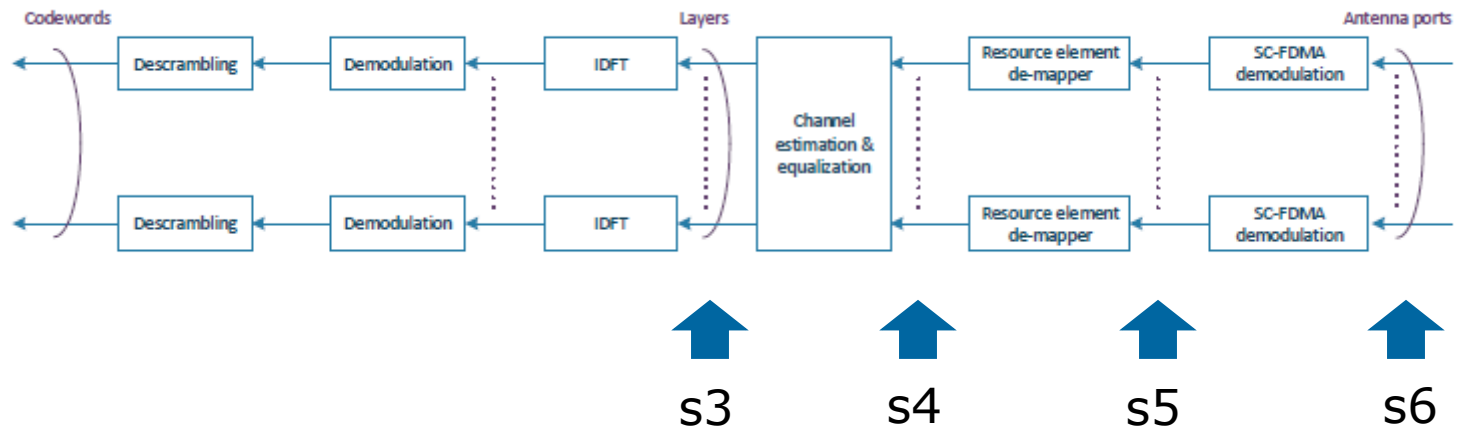 Codewords
Layers
Antenna ports
Descrambling
Demodulation
IDFT
Channel
estimation &
equalization
Resource element
de-mapper
SC-FDMA
demodulation
Descrambling
Demodulation
IDFT
Resource element
de-mapper
SC-FDMA
demodulation
s3
s4
s5
s6